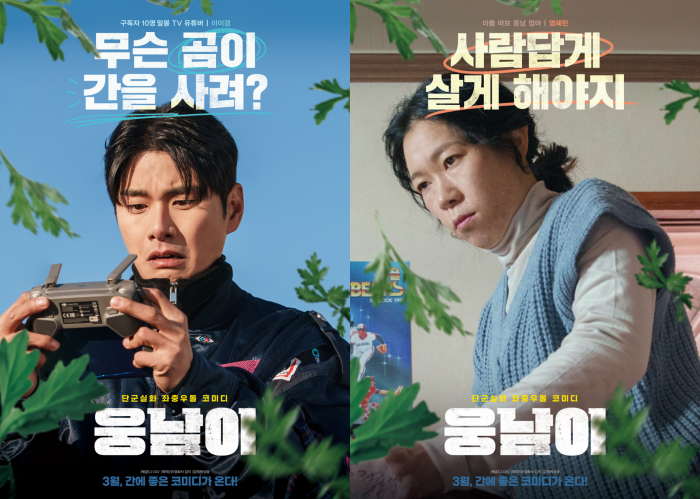 구독자 10명 말봉 TV 유튜버 | 이이경
무슨 곰이
간을 사려?
단군실화 좌충우돌 코미디
웅남이
3월, 간에 좋은 코미디가 온다!
아들 바보 웅남 엄마 | 염혜란
사람답게
살게 해야지
단군실화 좌충우돌 코미디
웅남이
3월, 간에 좋은 코미디가 온다!